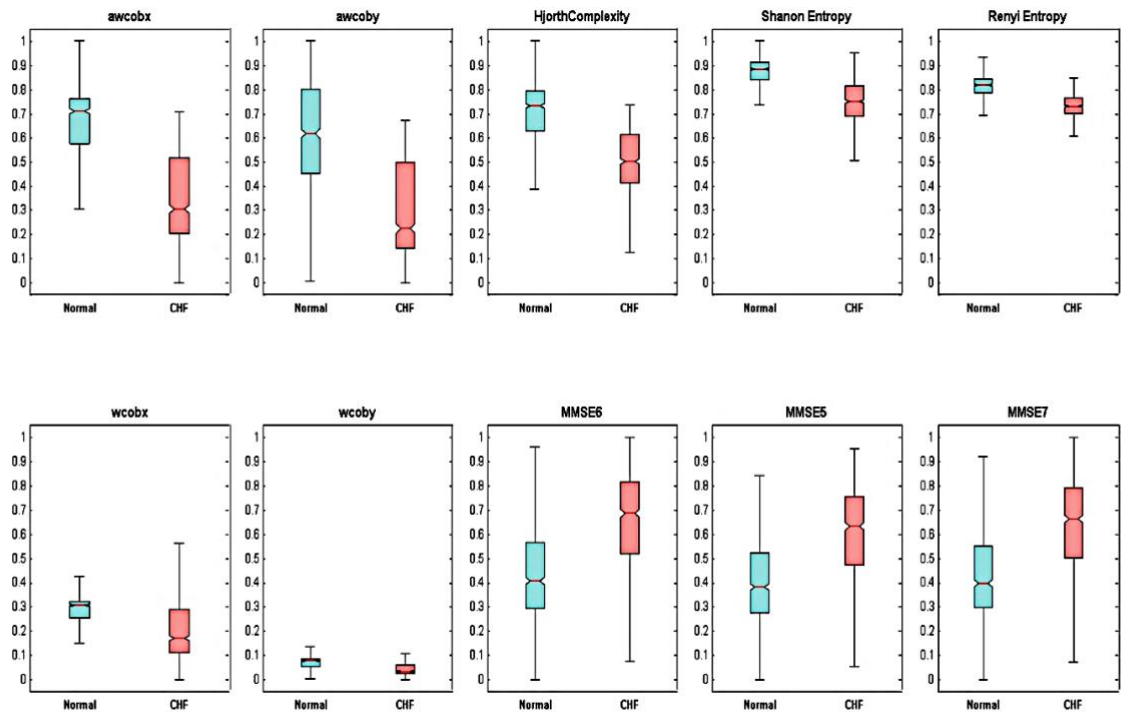 awcobx awcoby HjorthComplexity Shanon Entropy Renyi Entropy
1 1 1 1 1
0.9 0.9 0.9 0.9 0.9
0.8 0.8 0.8 0.8 0.8
0.7 0.7 0.7 0.7 0.7
0.6 0.6 0.6 0.6 0.6
0.5 0.5 0.5 0.5 0.5
0.4 0.4 0.4 0.4 0.4
0.3 0.3 0.3 0.3 0.3
0.2 0.2 0.2 0.2 0.2
0.1 0.1 0.1 0.1 0.1
0 0 0 0 0
Normal CHF Normal CHF Normal CHF Normal CHF Normal CHF
wcobx wcoby MMSE6 MMSE5 MMSE7
1 1 1 1 1
0.9 0.9 0.9 0.9 0.9
0.8 0.8 0.8 0.8 0.8
0.7 0.7 0.7 0.7 0.7
0.6 0.6 0.6 0.6 0.6
0.5 0.5 0.5 0.5 0.5
0.4 0.4 0.4 0.4 0.4
0.3 0.3 0.3 0.3 0.3
0.2 0.2 0.2 0.2 0.2
0.1 0.1 0.1 0.1 0.1
0 0 0 0 0
Normal CHF Normal CHF Normal CHF Normal CHF Normal CHF